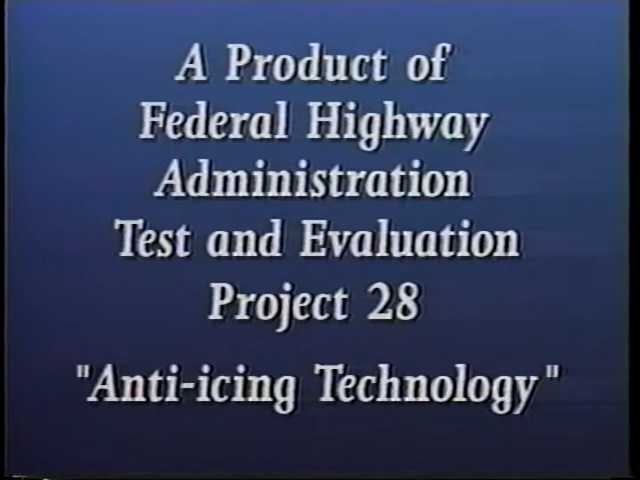 A Product of
Federal Highway
Administration
Test and Evaluation
Project 28
"Anti-icing Technology"